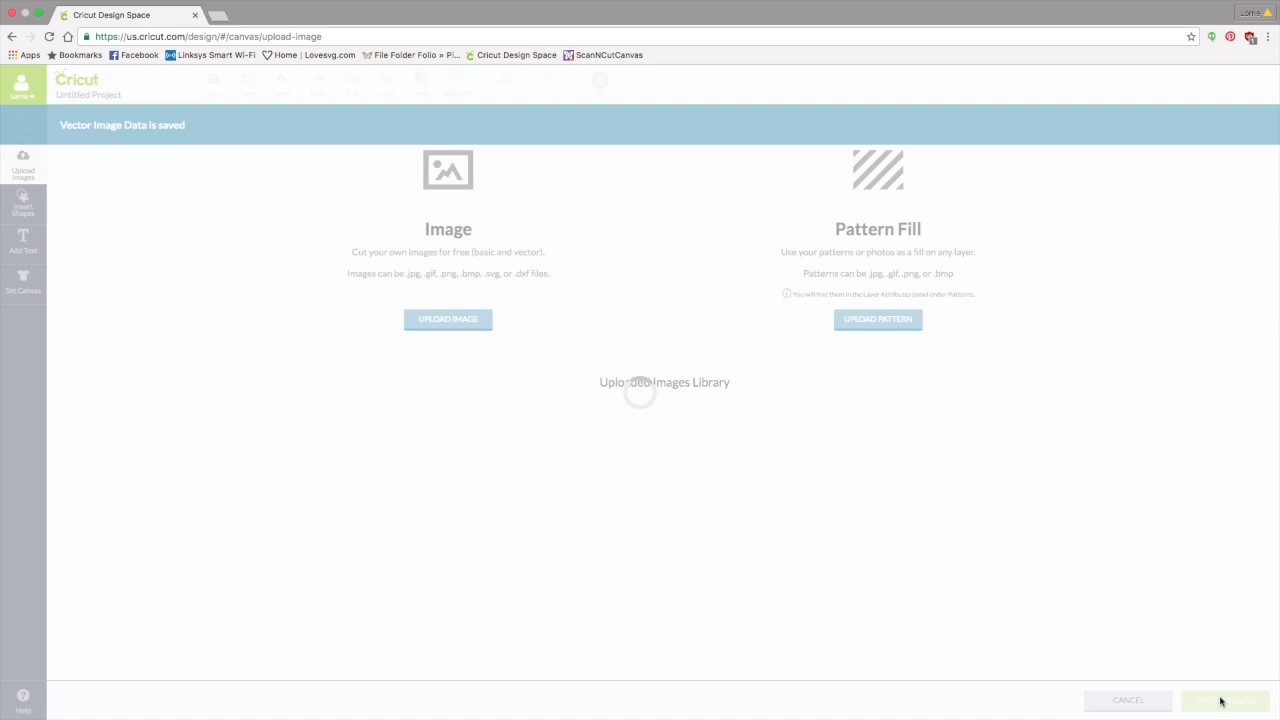 Cricut Design Space
Lorrie
https://us.cricut.com/design/#/canvas/upload-image
Apps Bookmarks Facebook Linksys Smart Wi-Fi Home | Lovesvg.com File Folder Folio » Pi... Cricut Design Space ScanNCutCanvas
Lorrie
Cricut
Untitled Project
Vector Image Data is saved
Upload
Images
Insert
Shapes
Add Text
Set Canvas
Image
Cut your own images for free (basic and vector).
Images can be .jpg, .gif, .png, .bmp, .svg, or .dxf files.
UPLOAD IMAGE
Pattern Fill
Use your patterns or photos as a fill on any layer.
Patterns can be .jpg, .gif, .png, or .bmp
You will find them in the Layer Attributes panel under Patterns.
UPLOAD PATTERN
Uploaded Images Library
Help
CANCEL